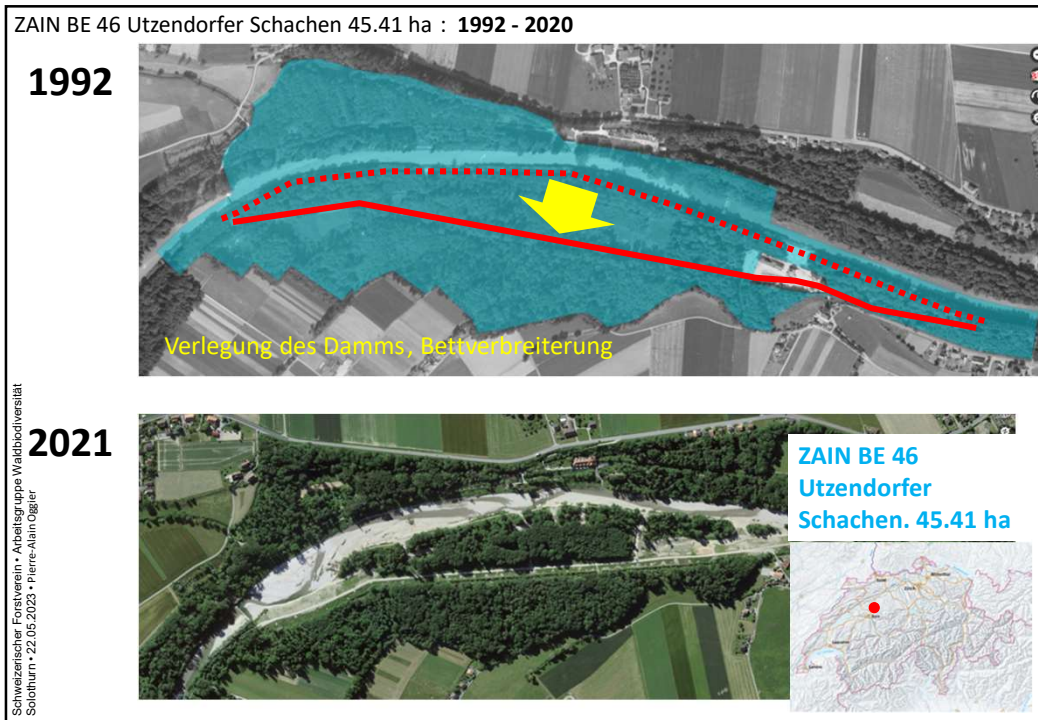 ZAIN BE 46 Utzendorfer Schachen 45.41 ha : 1992 - 2020
1992
Verlegung des Damms, Bettverbreiterung
2021
ZAIN BE 46
Utzendorfer
Schachen. 45.41 ha
Schweizerischer Forstverein • Arbeitsgruppe Waldbiodiversität
Solothurn • 22.05.2023 • Pierre-Alain Oggier